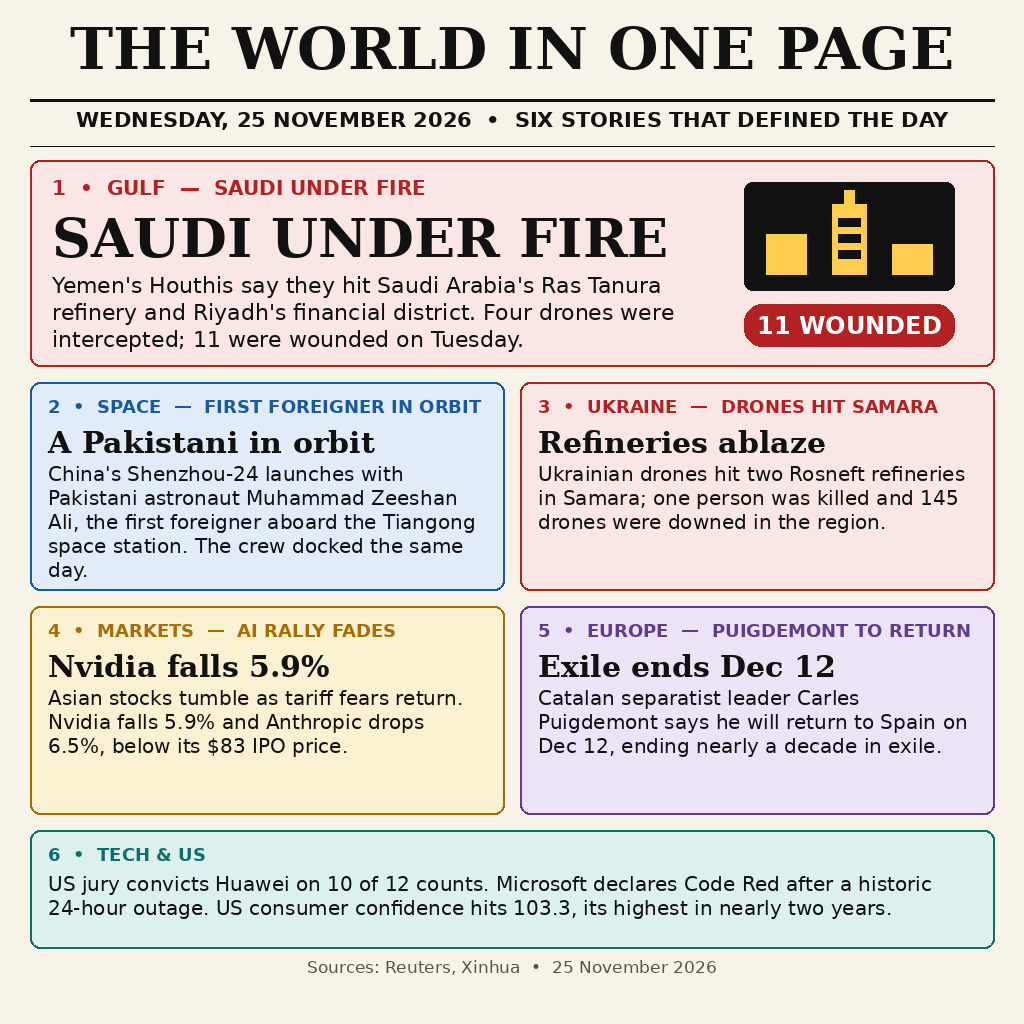 THE WORLD IN ONE PAGE
WEDNESDAY, 25 NOVEMBER 2026 • SIX STORIES THAT DEFINED THE DAY
1 • GULF — SAUDI UNDER FIRE
SAUDI UNDER FIRE
Yemen's Houthis say they hit Saudi Arabia's Ras Tanura
refinery and Riyadh's financial district. Four drones were
intercepted; 11 were wounded on Tuesday.
11 WOUNDED
2 • SPACE — FIRST FOREIGNER IN ORBIT
A Pakistani in orbit
China's Shenzhou-24 launches with
Pakistani astronaut Muhammad Zeeshan
Ali, the first foreigner aboard the Tiangong
space station. The crew docked the same
day.
3 • UKRAINE — DRONES HIT SAMARA
Refineries ablaze
Ukrainian drones hit two Rosneft refineries
in Samara; one person was killed and 145
drones were downed in the region.
4 • MARKETS — AI RALLY FADES
Nvidia falls 5.9%
Asian stocks tumble as tariff fears return.
Nvidia falls 5.9% and Anthropic drops
6.5%, below its $83 IPO price.
5 • EUROPE — PUIGDEMONT TO RETURN
Exile ends Dec 12
Catalan separatist leader Carles
Puigdemont says he will return to Spain on
Dec 12, ending nearly a decade in exile.
6 • TECH & US
US jury convicts Huawei on 10 of 12 counts. Microsoft declares Code Red after a historic
24-hour outage. US consumer confidence hits 103.3, its highest in nearly two years.
Sources: Reuters, Xinhua • 25 November 2026